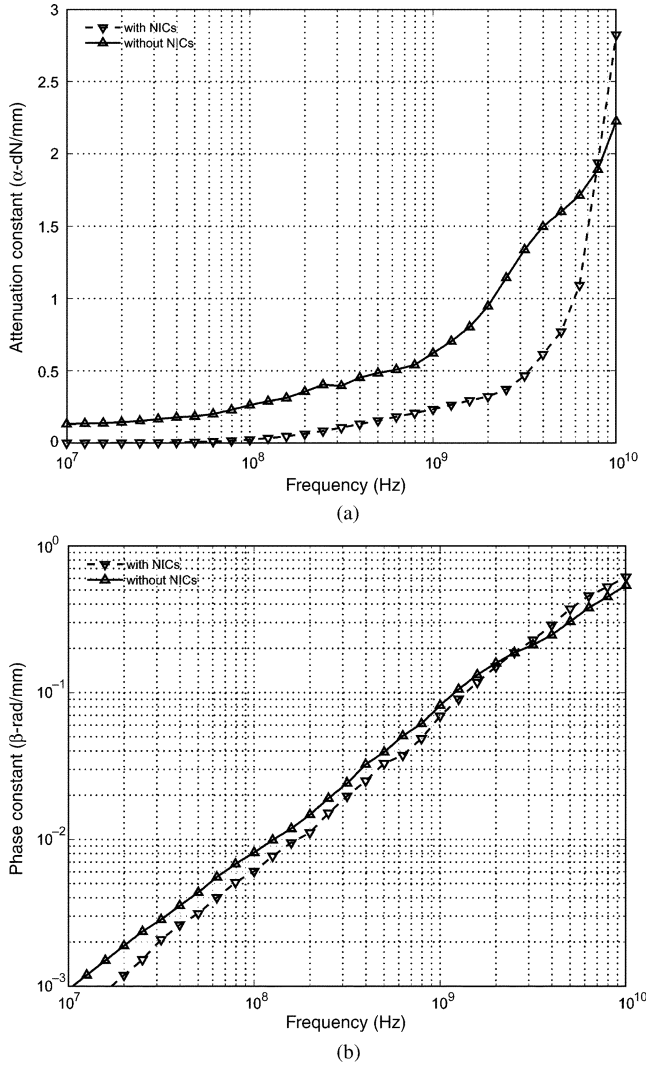 3
2.5
2
1.5
1
0.5
0
Attenuation constant (α-dN/mm)
with NICs
without N|Cs
10^7
10^8
10^9
10^10
Frequency (Hz)
(a)
10^0
10^−1
10^−2
10^−3
Phase constant (β-rad/mm)
with NICs
without NICs
10^7
10^8
10^9
10^10
Frequency (Hz)
(b)